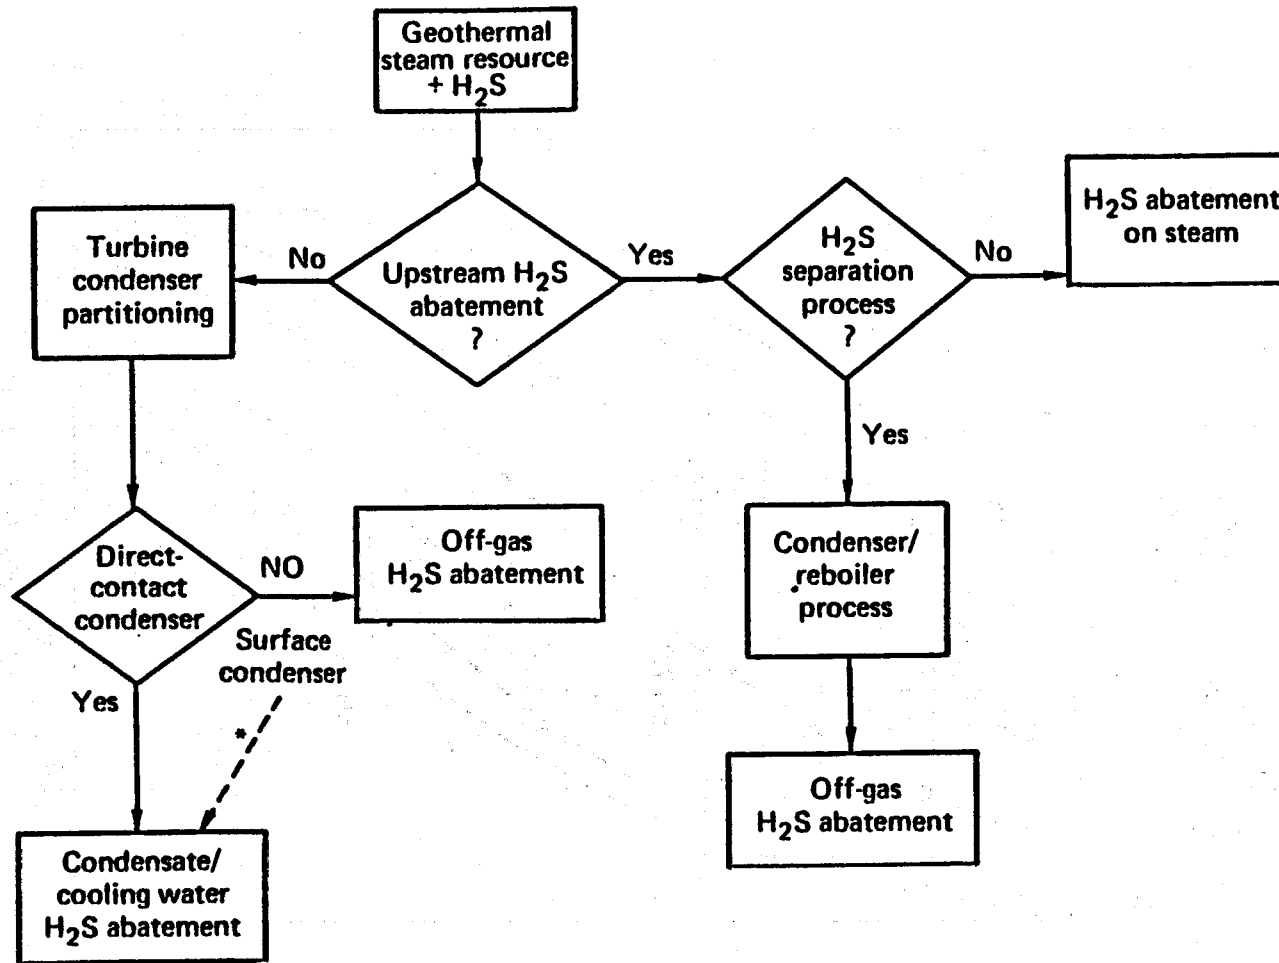 Geothermal
steam resource
+ H₂S
Upstream H₂S
abatement
?
No
Yes
Turbine
condenser
partitioning
H₂S
separation
process
?
No
H₂S abatement
on steam
Yes
Condenser/
reboiler
process
Off-gas
H₂S abatement
Direct-
contact
condenser
NO
Off-gas
H₂S abatement
Surface
condenser
*
Yes
Condensate/
cooling water
H₂S abatement